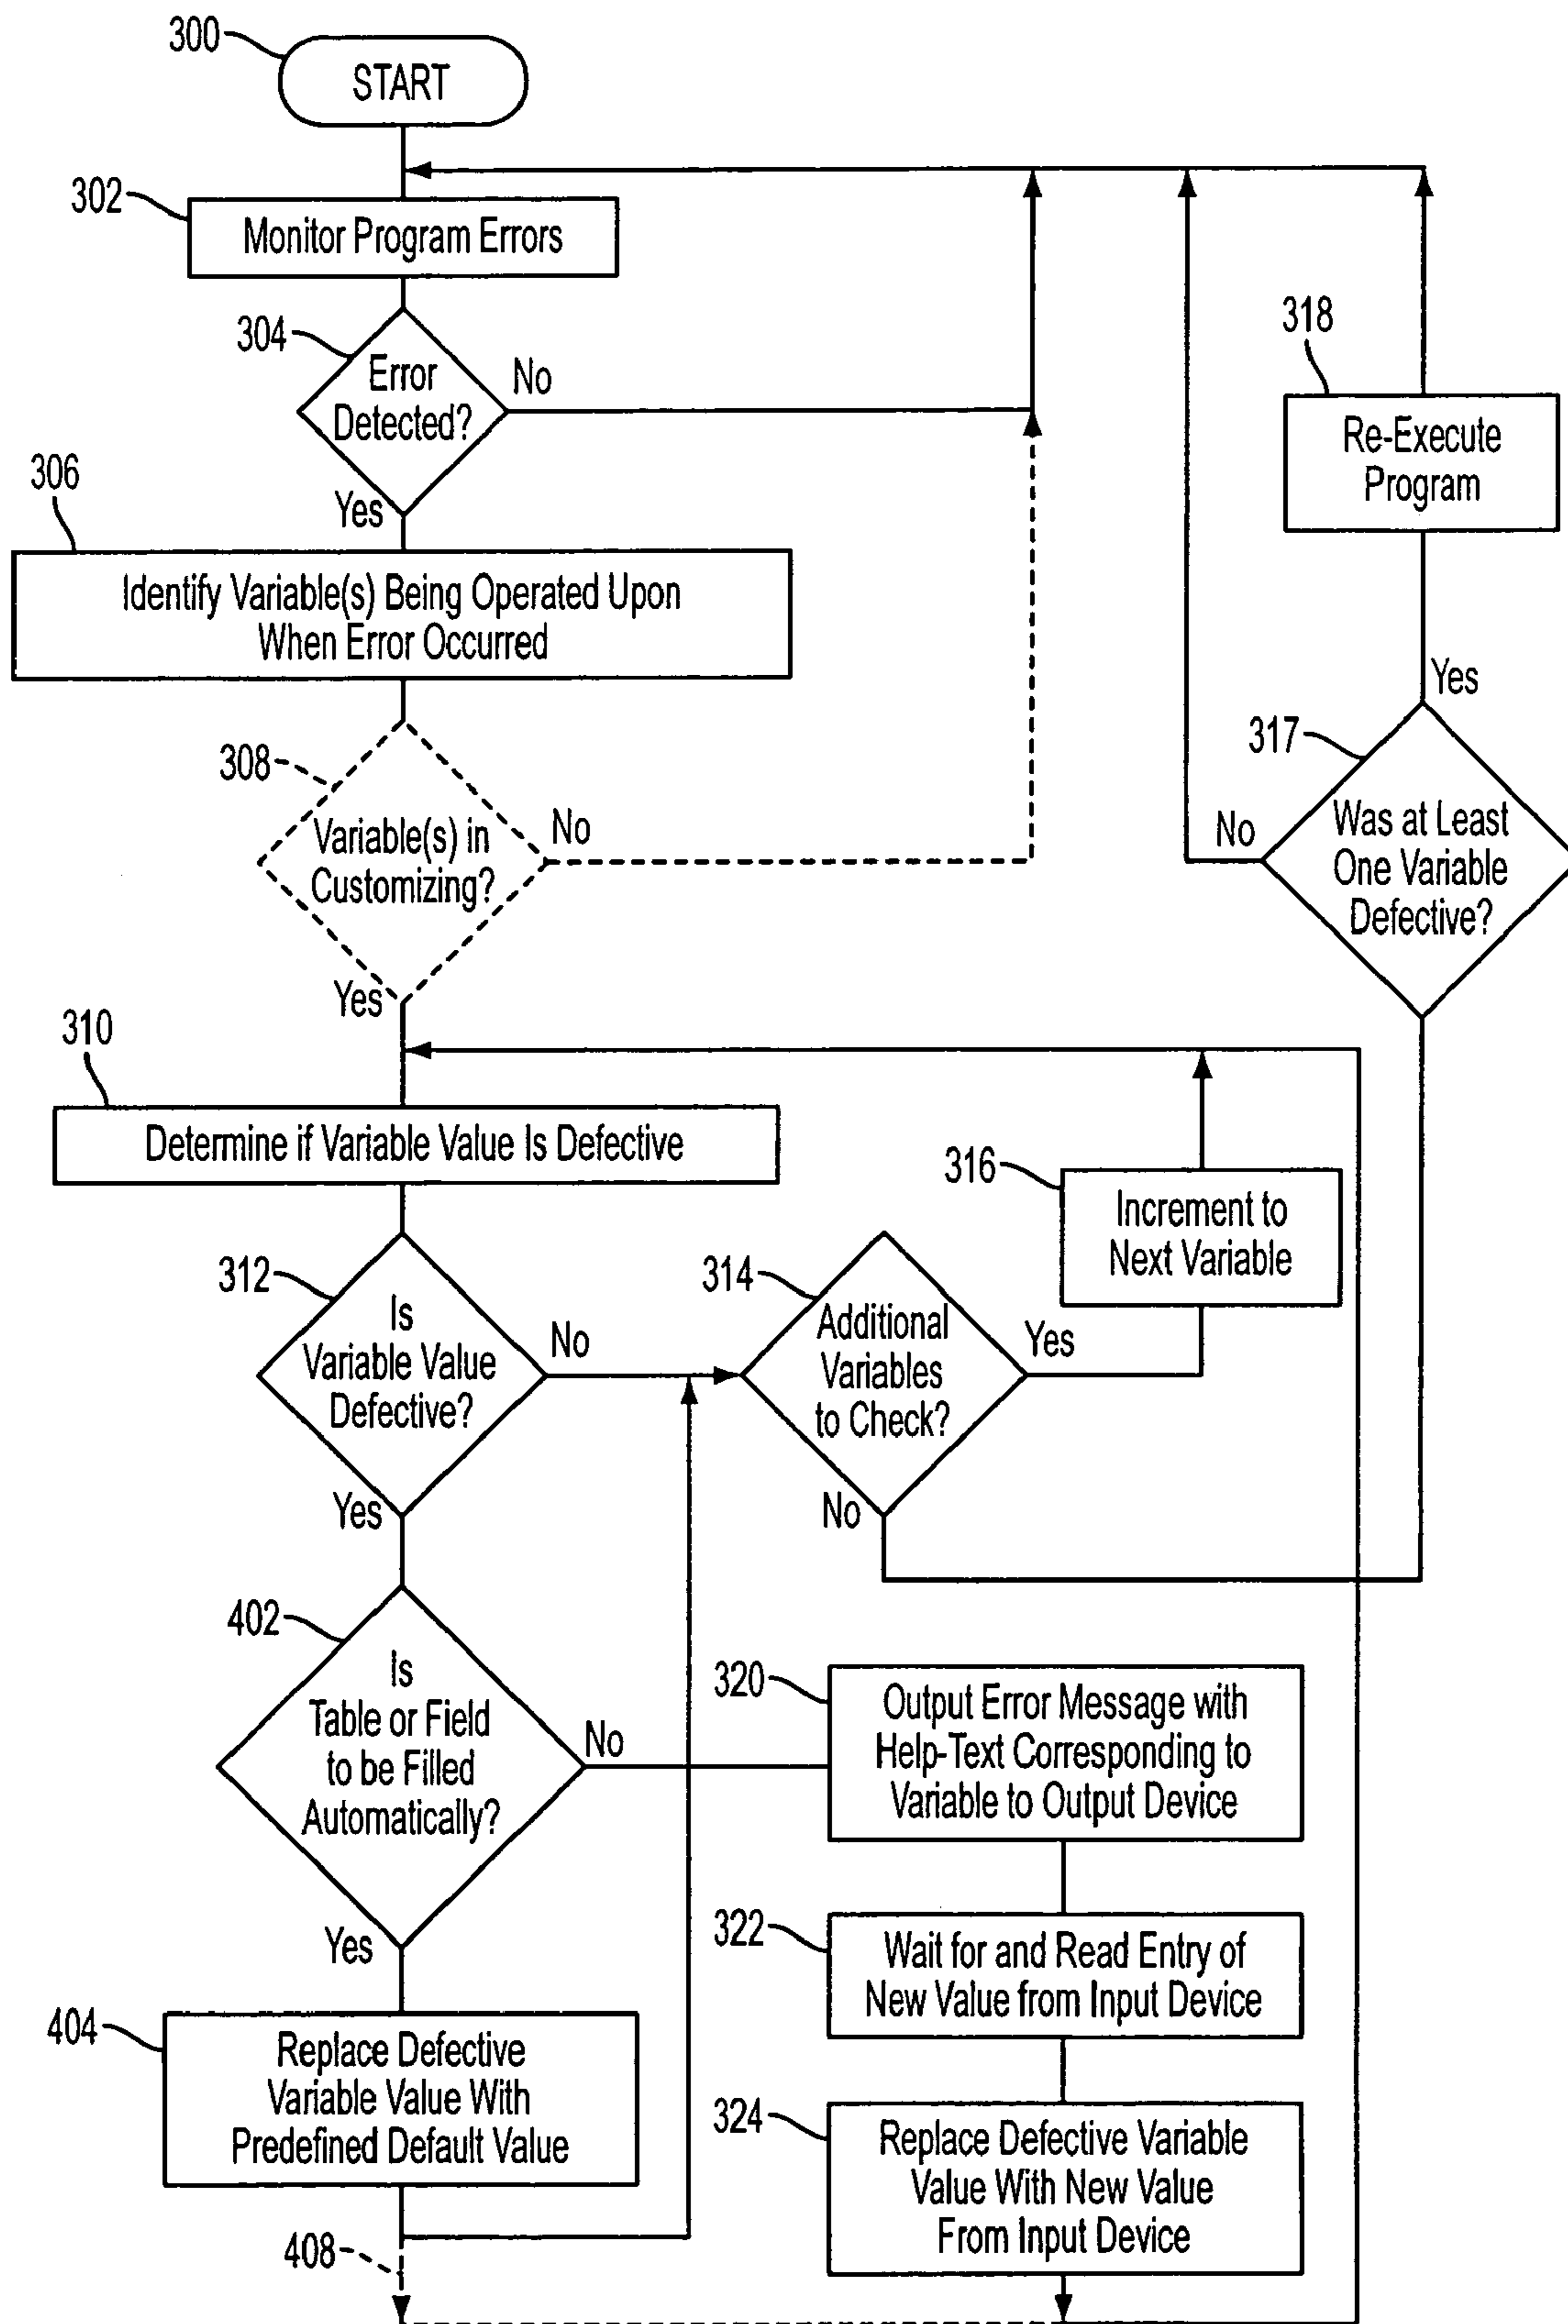 300
START
302
Monitor Program Errors
304
Error
Detected?
No
Yes
318
Re-Execute
Program
306
Identify Variable(s) Being Operated Upon
When Error Occurred
Yes
317
Was at Least
One Variable
Defective?
No
308
Variable(s) in
Customizing?
No
Yes
310
Determine if Variable Value Is Defective
316
Increment to
Next Variable
312
Is
Variable Value
Defective?
No
Yes
314
Additional
Variables
to Check?
Yes
No
402
Is
Table or Field
to be Filled
Automatically?
No
Yes
320
Output Error Message with
Help-Text Corresponding to
Variable to Output Device
322
Wait for and Read Entry of
New Value from Input Device
404
Replace Defective
Variable Value With
Predefined Default Value
324
Replace Defective Variable
Value With New Value
From Input Device
408